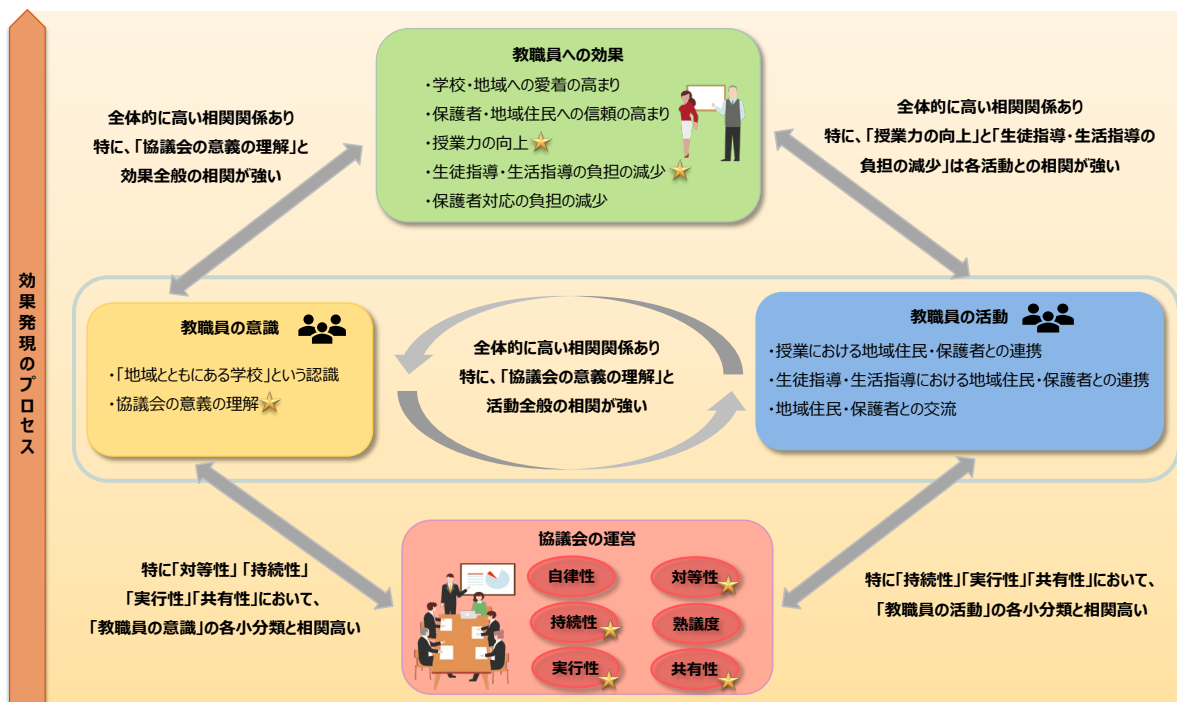 効果発現のプロセス
教職員への効果
・学校・地域への愛着の高まり
・保護者・地域住民への信頼の高まり
・授業力の向上
・生徒指導・生活指導の負担の減少
・保護者対応の負担の減少
全体的に高い相関関係あり
特に、「協議会の意義の理解」と
効果全般の相関が強い
全体的に高い相関関係あり
特に、「授業力の向上」と「生徒指導・生活指導の
負担の減少」は各活動との相関が強い
教職員の意識
・「地域とともにある学校」という認識
・協議会の意義の理解
全体的に高い相関関係あり
特に、「協議会の意義の理解」と
活動全般の相関が強い
教職員の活動
・授業における地域住民・保護者との連携
・生徒指導・生活指導における地域住民・保護者との連携
・地域住民・保護者との交流
特に「対等性」「持続性」
「実行性」「共有性」において、
「教職員の意識」の各小分類と相関高い
協議会の運営
自律性
対等性
持続性
熟議度
実行性
共有性
特に「持続性」「実行性」「共有性」において、
「教職員の活動」の各小分類と相関高い